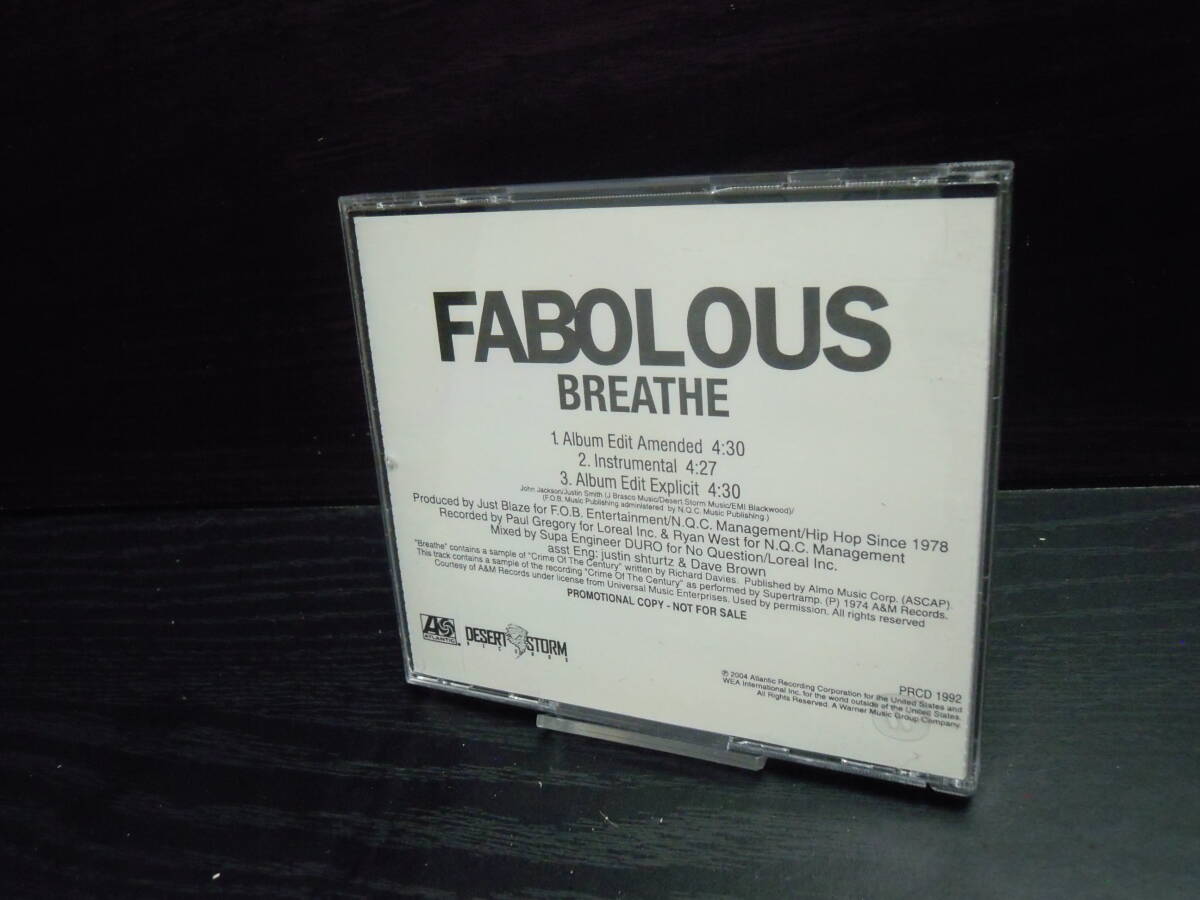 FABOLOUS
BREATHE
1. Album Edit Amended 4:30
2. Instrumental 4:27
3. Album Edit Explicit 4:30
John Jackson/Justin Smith (J Brasco Music/Desert Storm Music/EMI Blackwood)/
(F.O.B. Music Publishing administered by N.Q.C. Music Publishing.)
Produced by Just Blaze for F.O.B. Entertainment/N.Q.C. Management/Hip Hop Since 1978
Recorded by Paul Gregory for Loreal Inc. & Ryan West for N.Q.C. Management
Mixed by Supa Engineer DURO for No Question/Loreal Inc.
asst Eng: justin shturtz & Dave Brown
"Breathe" contains a sample of "Crime Of The Century" written by Richard Davies. Published by Almo Music Corp. (ASCAP).
This track contains a sample of the recording "Crime Of The Century" as performed by Supertramp. (P) 1974 A&M Records.
Courtesy of A&M Records under license from Universal Music Enterprises. Used by permission. All rights reserved
PROMOTIONAL COPY - NOT FOR SALE
ATLANTIC
DESERT STORM
RECORDS
PRCD 1992
℗ 2004 Atlantic Recording Corporation for the United States and
WEA International Inc. for the world outside of the United States.
All Rights Reserved. A Warner Music Group Company.